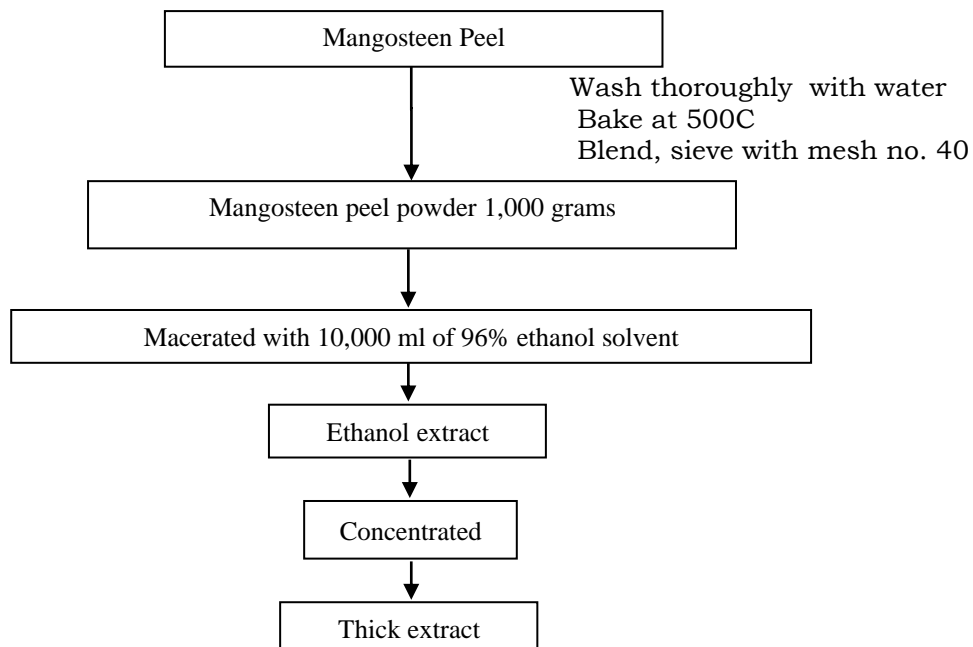 Mangosteen Peel
Wash thoroughly with water
Bake at 500C
Blend, sieve with mesh no. 40
Mangosteen peel powder 1,000 grams
Macerated with 10,000 ml of 96% ethanol solvent
Ethanol extract
Concentrated
Thick extract